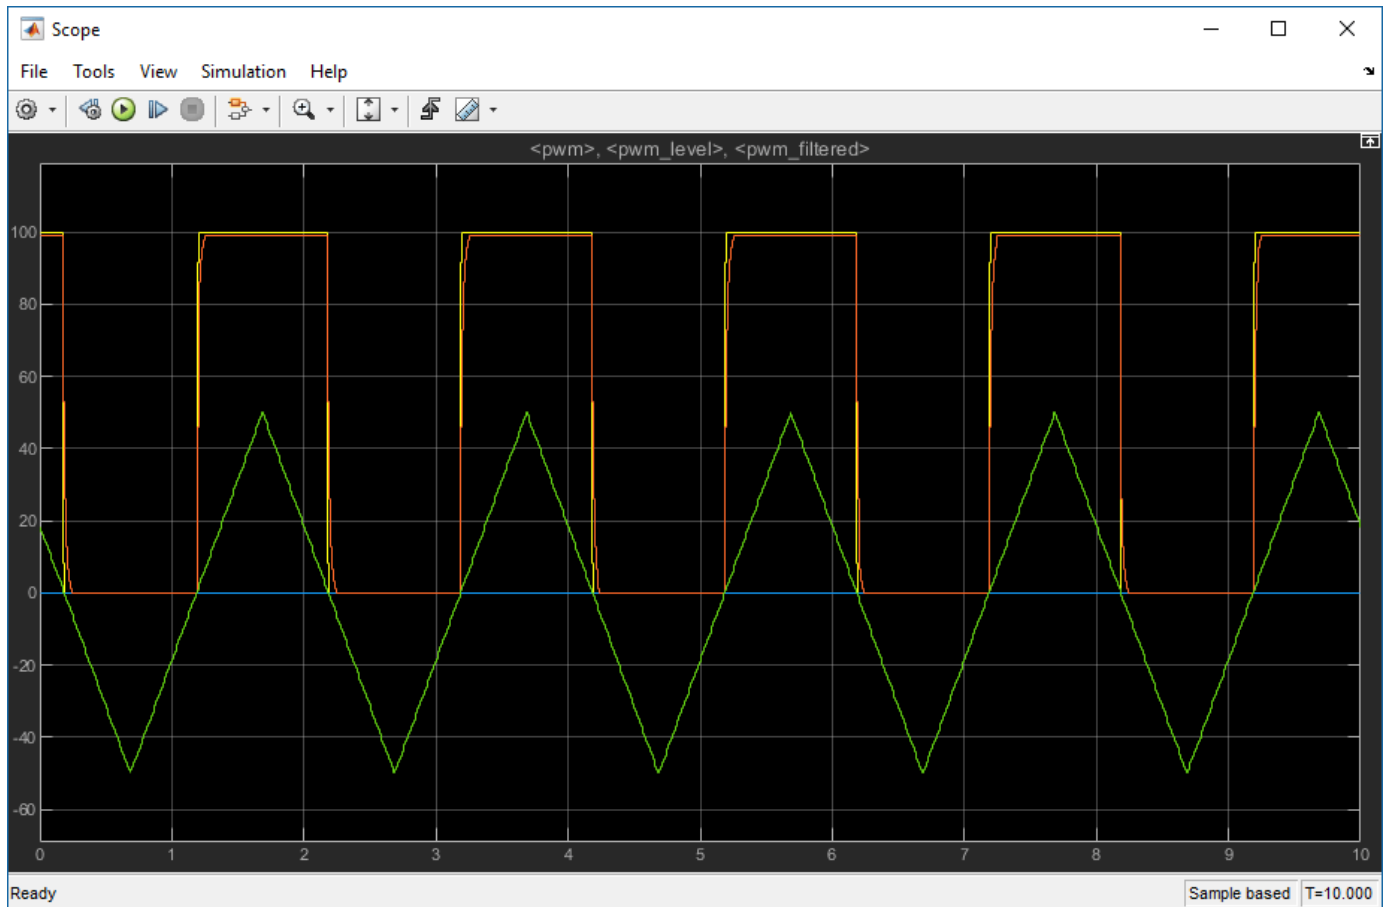 Scope
File Tools View Simulation Help
<pwm>, <pwm_level>, <pwm_filtered>
100
80
60
40
20
0
-20
-40
-60
0 1 2 3 4 5 6 7 8 9 10
Ready Sample based T=10.000